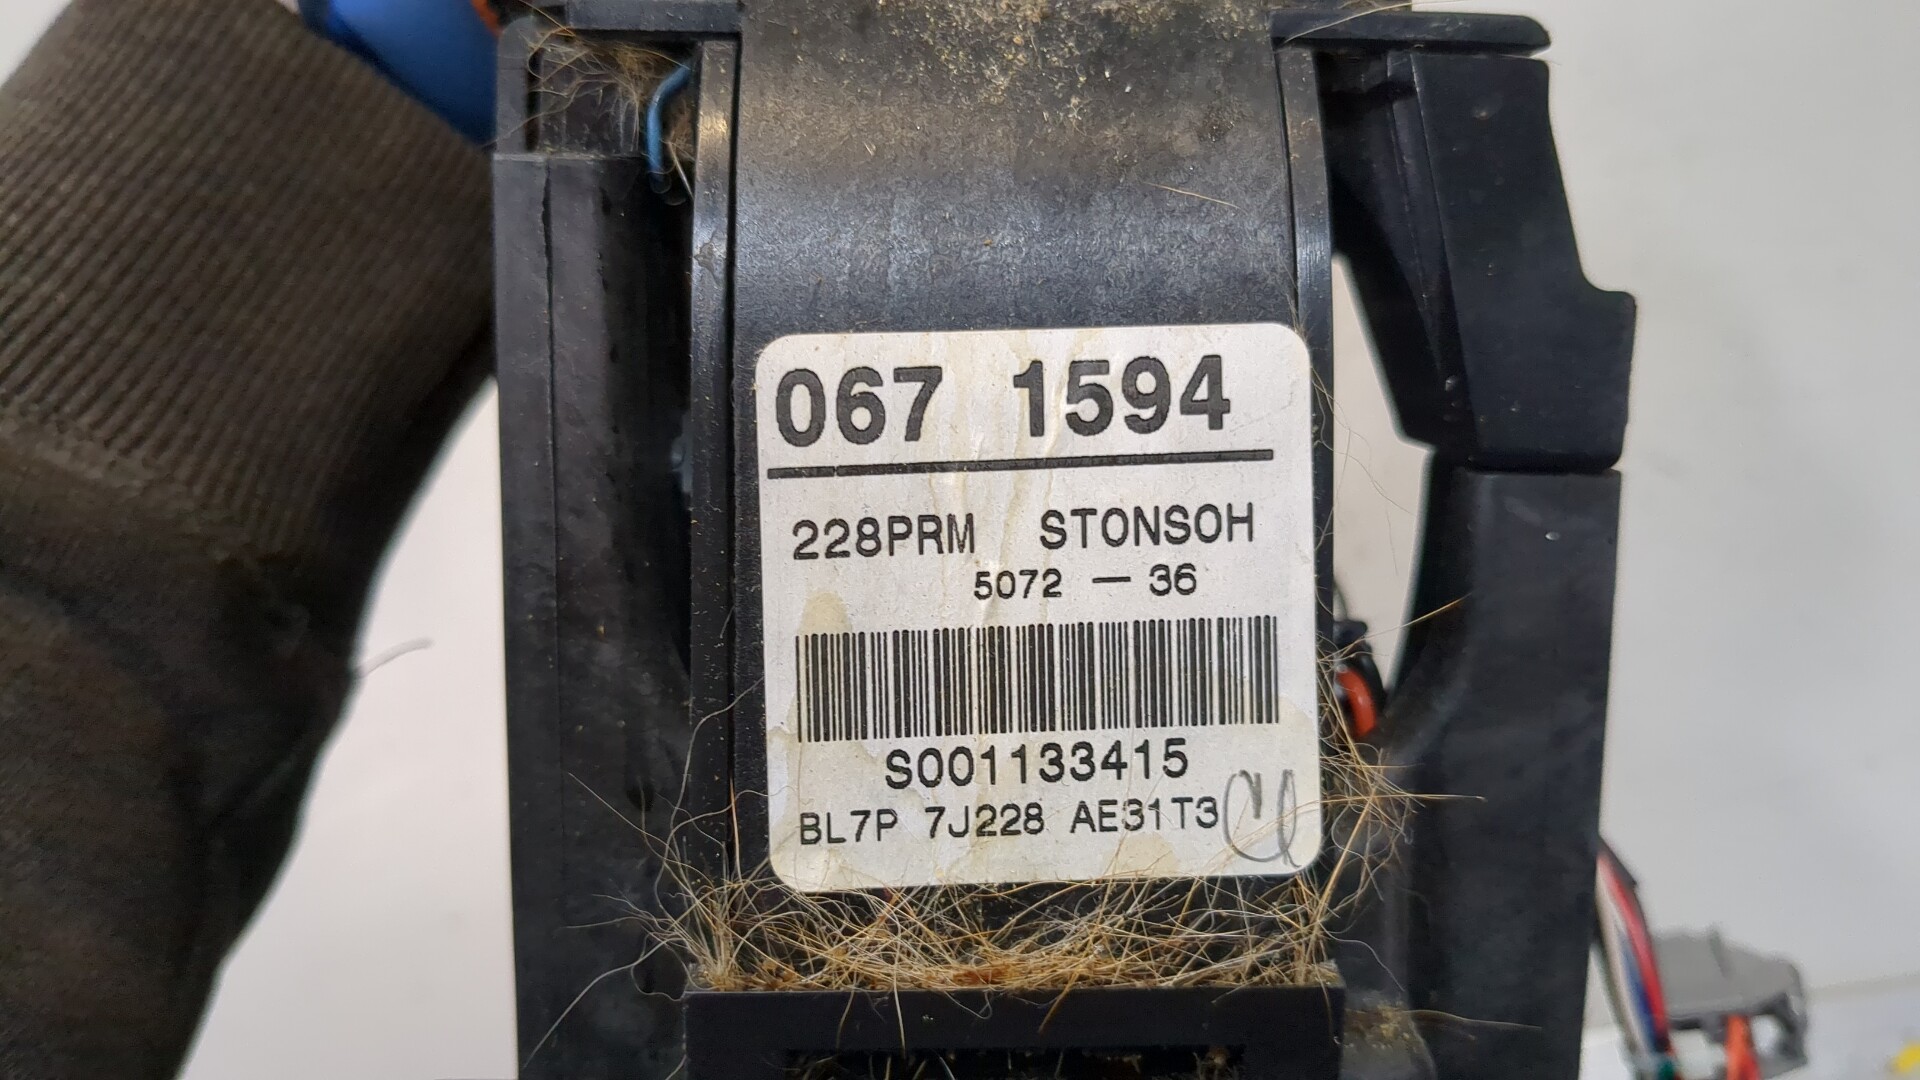 067 1594
228PRM STONSOH
5072 — 36
S001133415
BL7P 7J228 AE31T3